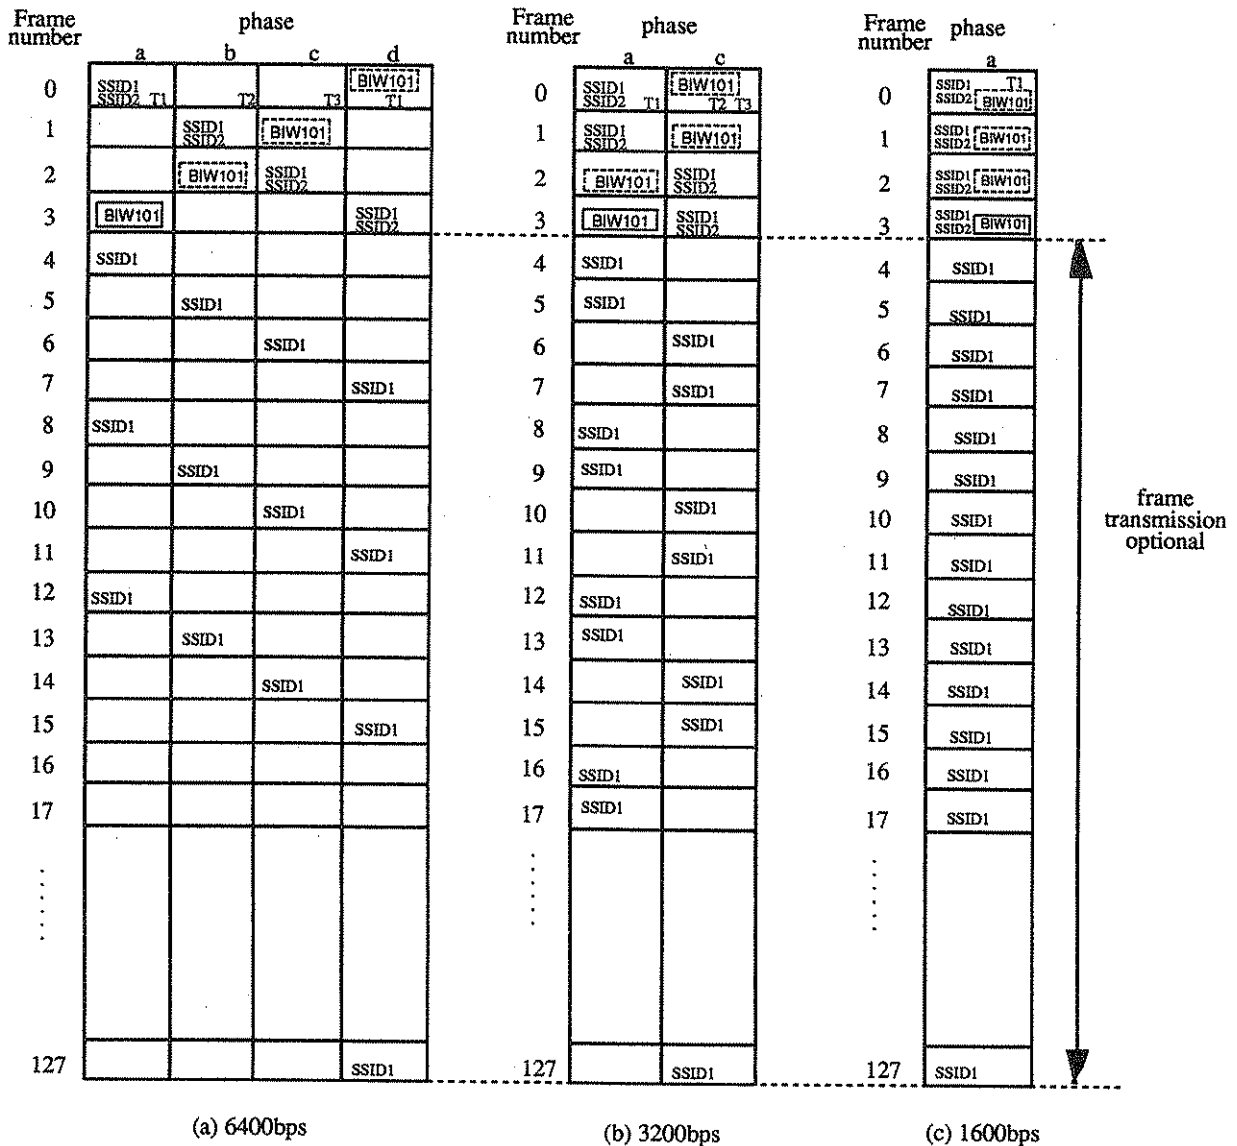 Frame number phase Frame number phase Frame number phase
a b c d a c a
0 SSID1 SSID2 T1 T2 T3 BIW101 T1 0 SSID1 SSID2 T1 BIW101 T2 T3 0 SSID1 SSID2 T1 BIW101
1 SSID1 SSID2 BIW101 1 SSID1 SSID2 BIW101 1 SSID1 SSID2 BIW101
2 BIW101 SSID1 SSID2 2 BIW101 SSID1 SSID2 2 SSID1 SSID2 BIW101
3 BIW101 SSID1 SSID2 3 BIW101 SSID1 SSID2 3 SSID1 SSID2 BIW101
4 SSID1 4 SSID1 4 SSID1
5 SSID1 5 SSID1 5 SSID1
6 SSID1 6 SSID1 6 SSID1
7 SSID1 7 SSID1 7 SSID1
8 SSID1 8 SSID1 8 SSID1
9 SSID1 9 SSID1 9 SSID1
10 SSID1 10 SSID1 10 SSID1
11 SSID1 11 SSID1 11 SSID1
12 SSID1 12 SSID1 12 SSID1
13 SSID1 13 SSID1 13 SSID1
14 SSID1 14 SSID1 14 SSID1
15 SSID1 15 SSID1 15 SSID1
16 16 SSID1 16 SSID1
17 17 SSID1 17 SSID1
127 SSID1 127 SSID1 127 SSID1
frame
transmission
optional
(a) 6400bps (b) 3200bps (c) 1600bps